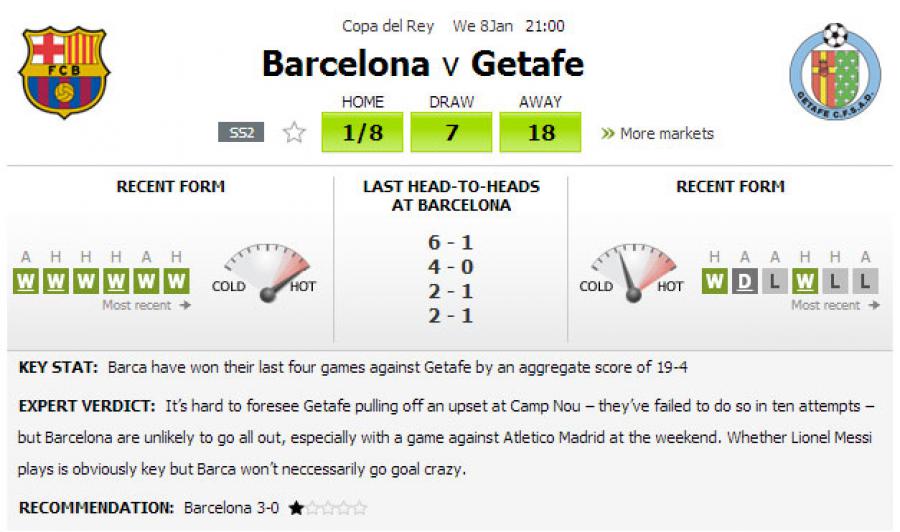 Copa del Rey We 8Jan 21:00
Barcelona v Getafe
HOME DRAW AWAY
SS2 1/8 7 18 » More markets
FCB
GETAFE C.F.S.A.D.
RECENT FORM
A H H H A H
W W W W W W
Most recent →
COLD HOT
LAST HEAD-TO-HEADS
AT BARCELONA
6 - 1
4 - 0
2 - 1
2 - 1
RECENT FORM
COLD HOT
H A A H H A
W D L W L L
Most recent →
KEY STAT: Barca have won their last four games against Getafe by an aggregate score of 19-4
EXPERT VERDICT: It's hard to foresee Getafe pulling off an upset at Camp Nou – they've failed to do so in ten attempts –
but Barcelona are unlikely to go all out, especially with a game against Atletico Madrid at the weekend. Whether Lionel Messi
plays is obviously key but Barca won't neccessarily go goal crazy.
RECOMMENDATION: Barcelona 3-0 ★☆☆☆☆